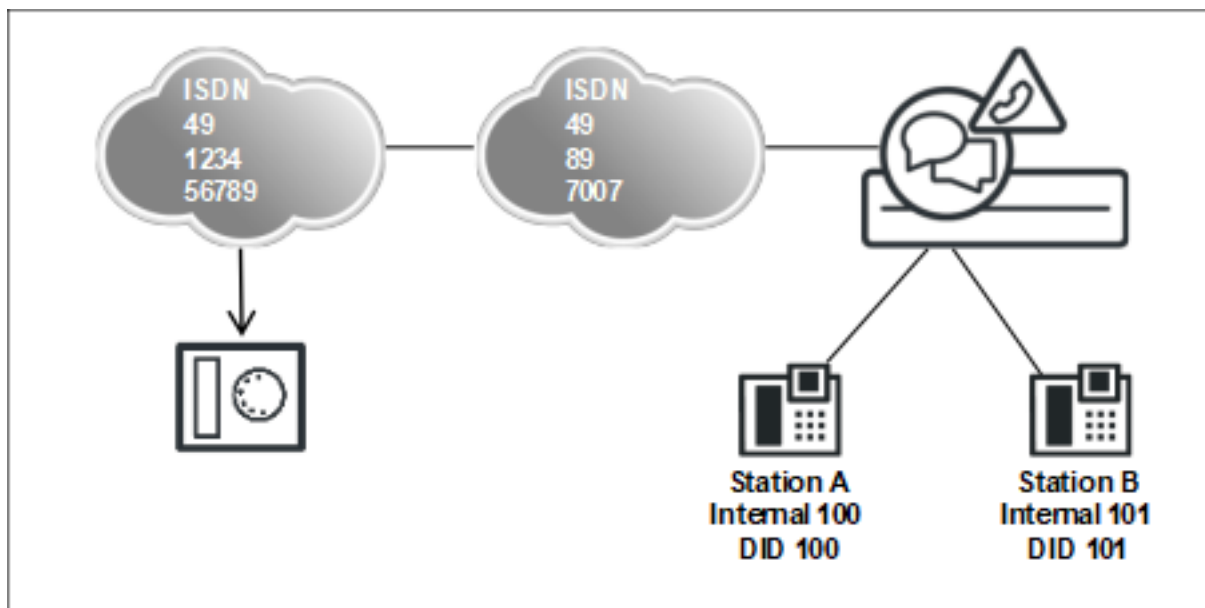 ISDN
49
1234
56789
ISDN
49
89
7007
Station A
Internal 100
DID 100
Station B
Internal 101
DID 101